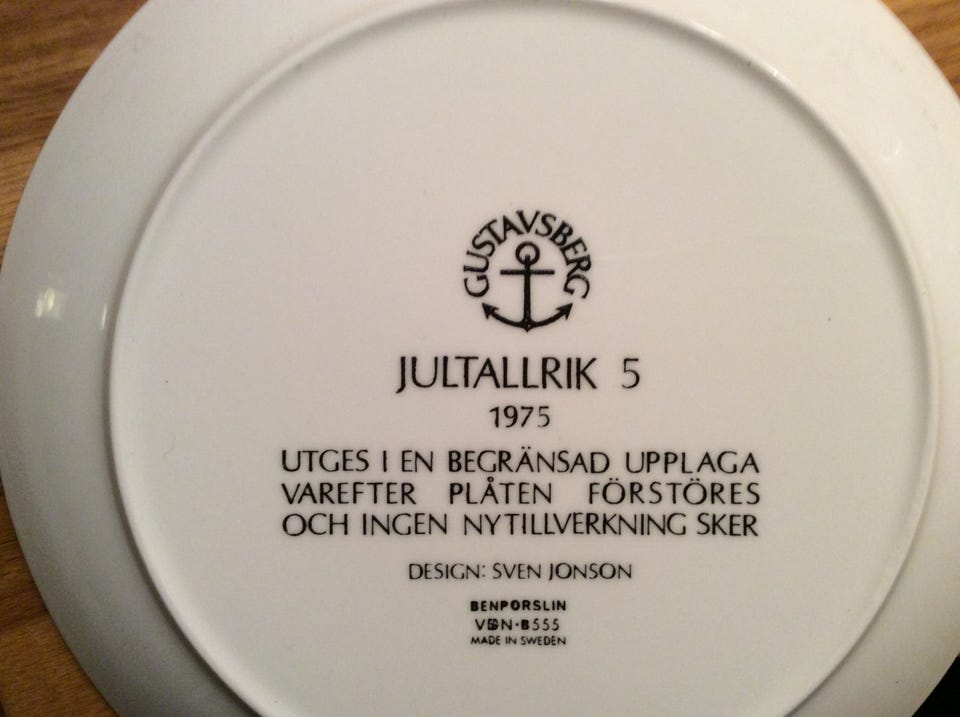 GUSTAVSBERG
JULTALLRIK 5
1975
UTGES I EN BEGRÄNSAD UPPLAGA
VAREFTER PLÅTEN FÖRSTÖRES
OCH INGEN NYTILLVERKNING SKER
DESIGN: SVEN JONSON
BENPORSLIN
B555
MADE IN SWEDEN